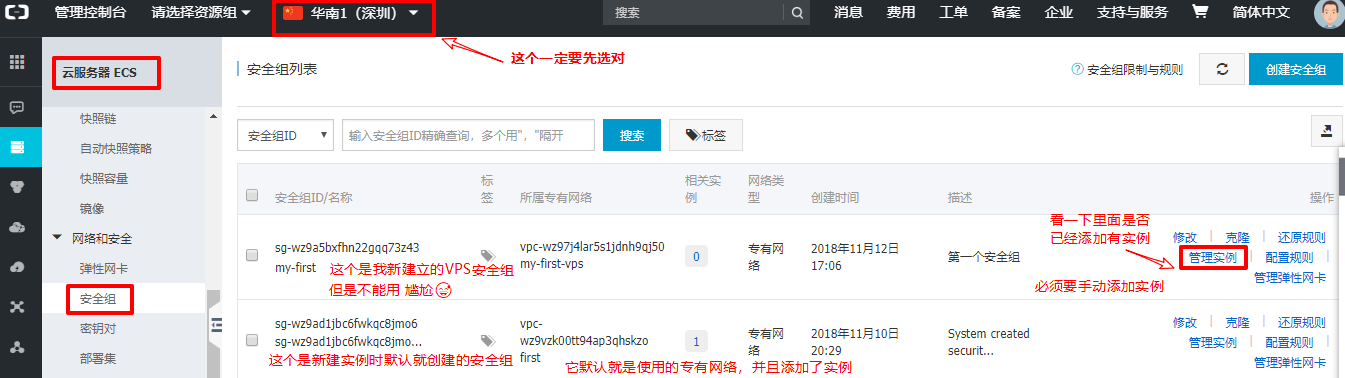 管理控制台 请选择资源组 华南1（深圳） 搜索 消息 费用 工单 备案 企业 支持与服务 简体中文
这个一定要先选对
云服务器 ECS
安全组列表 安全组限制与规则 创建安全组
快照链
自动快照策略
快照容量
镜像
网络和安全
弹性网卡
安全组
密钥对
部署集
安全组ID 输入安全组ID精确查询，多个用","隔开 搜索 标签
安全组ID/名称 标签 所属专有网络 相关实例 网络类型 创建时间 描述 操作
看一下里面是否
已经添加有实例
sg-wz9a5bxfhn22gqq73z43
my-first
vpc-wz97j4lar5s1jdnh9qj50
my-first-vps
0
专有网络
2018年11月12日
17:06
第一个安全组
修改 克隆 还原规则
管理实例 配置规则
管理弹性网卡
这个是我新建立的VPS安全组
但是不能用 尴尬
必须要手动添加实例
sg-wz9ad1jbc6fwkqc8jmo6
sg-wz9ad1jbc6fwkqc8jmo...
vpc-
wz9vzk00tt94ap3qhskzo
first
1
专有网络
2018年11月10日
20:29
System created
securit...
修改 克隆 还原规则
管理实例 配置规则
管理弹性网卡
这个是新建实例时默认就创建的安全组
它默认就是使用的专有网络，并且添加了实例